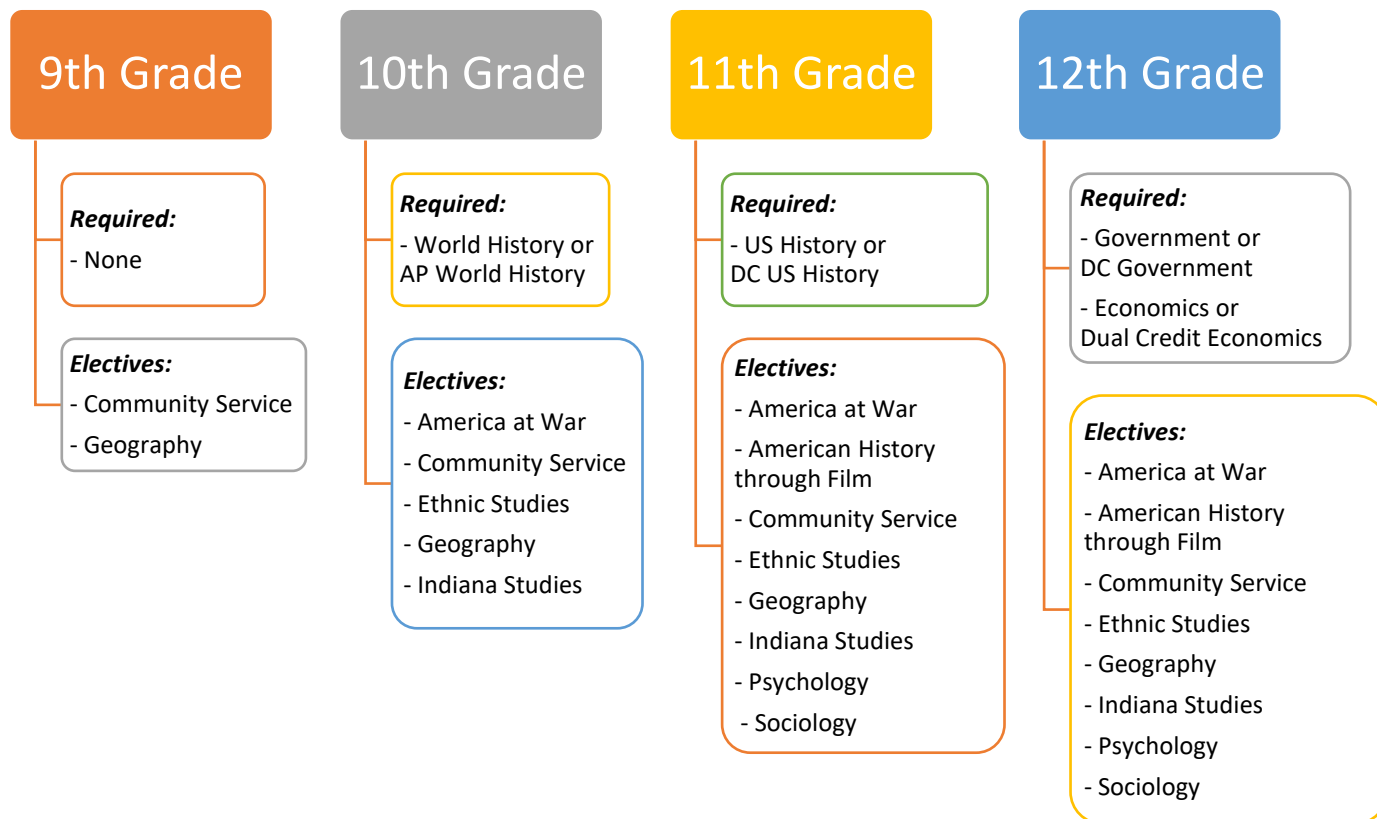 9th Grade
Required:
- None
Electives:
- Community Service
- Geography
10th Grade
Required:
- World History or
AP World History
Electives:
- America at War
- Community Service
- Ethnic Studies
- Geography
- Indiana Studies
11th Grade
Required:
- US History or
DC US History
Electives:
- America at War
- American History
through Film
- Community Service
- Ethnic Studies
- Geography
- Indiana Studies
- Psychology
- Sociology
12th Grade
Required:
- Government or
DC Government
- Economics or
Dual Credit Economics
Electives:
- America at War
- American History
through Film
- Community Service
- Ethnic Studies
- Geography
- Indiana Studies
- Psychology
- Sociology